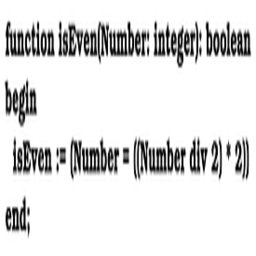 function isEven(Number: integer): boolean
begin
isEven := (Number = ((Number div 2) * 2))
end;